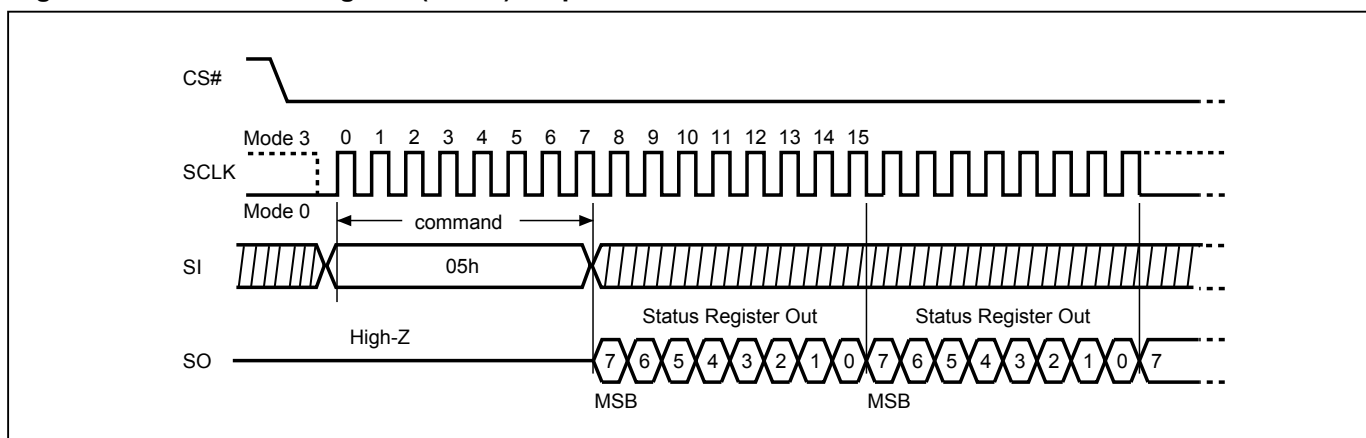 CS#
Mode 3 0 1 2 3 4 5 6 7 8 9 10 11 12 13 14 15
SCLK
Mode 0
command
SI 05h
Status Register Out Status Register Out
High-Z
SO 7 6 5 4 3 2 1 0 7 6 5 4 3 2 1 0 7
MSB MSB